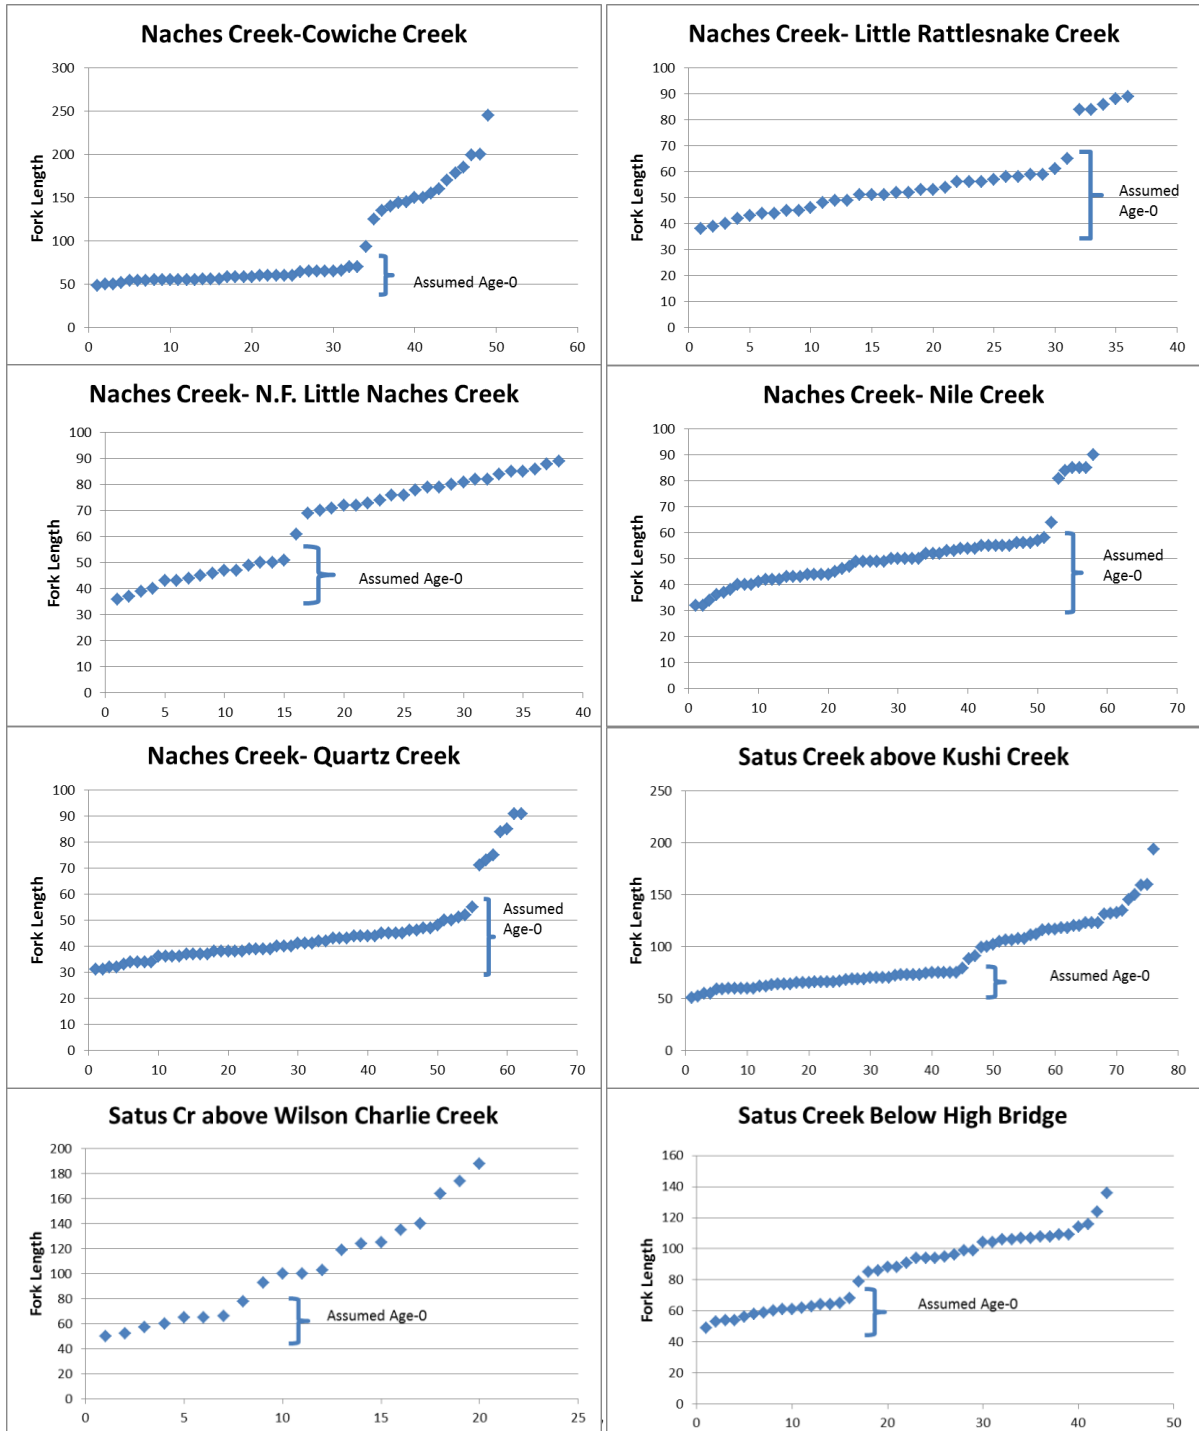 Naches Creek-Cowiche Creek
Fork Length
300
250
200
150
100
50
0
Assumed Age-0
0 10 20 30 40 50 60
Naches Creek- Little Rattlesnake Creek
Fork Length
100
90
80
70
60
50
40
30
20
10
0
Assumed
Age-0
0 5 10 15 20 25 30 35 40
Naches Creek- N.F. Little Naches Creek
Fork Length
100
90
80
70
60
50
40
30
20
10
0
Assumed Age-0
0 5 10 15 20 25 30 35 40
Naches Creek- Nile Creek
Fork Length
100
90
80
70
60
50
40
30
20
10
0
Assumed
Age-0
0 10 20 30 40 50 60 70
Naches Creek- Quartz Creek
Fork Length
100
90
80
70
60
50
40
30
20
10
0
Assumed
Age-0
0 10 20 30 40 50 60 70
Satus Creek above Kushi Creek
Fork Length
250
200
150
100
50
0
Assumed Age-0
0 10 20 30 40 50 60 70 80
Satus Cr above Wilson Charlie Creek
Fork Length
200
180
160
140
120
100
80
60
40
20
0
Assumed Age-0
0 5 10 15 20 25
Satus Creek Below High Bridge
Fork Length
160
140
120
100
80
60
40
20
0
Assumed Age-0
0 10 20 30 40 50